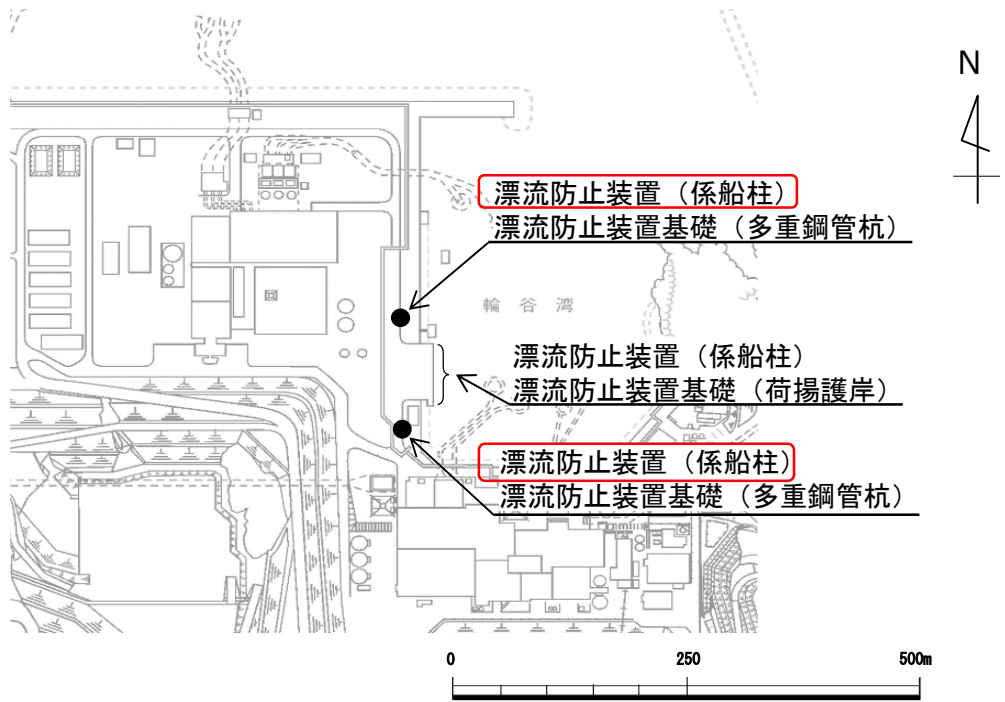 N
漂流防止装置（係船柱）
漂流防止装置基礎（多重鋼管杭）
輪谷湾
漂流防止装置（係船柱）
漂流防止装置基礎（荷揚護岸）
漂流防止装置（係船柱）
漂流防止装置基礎（多重鋼管杭）
0 250 500m